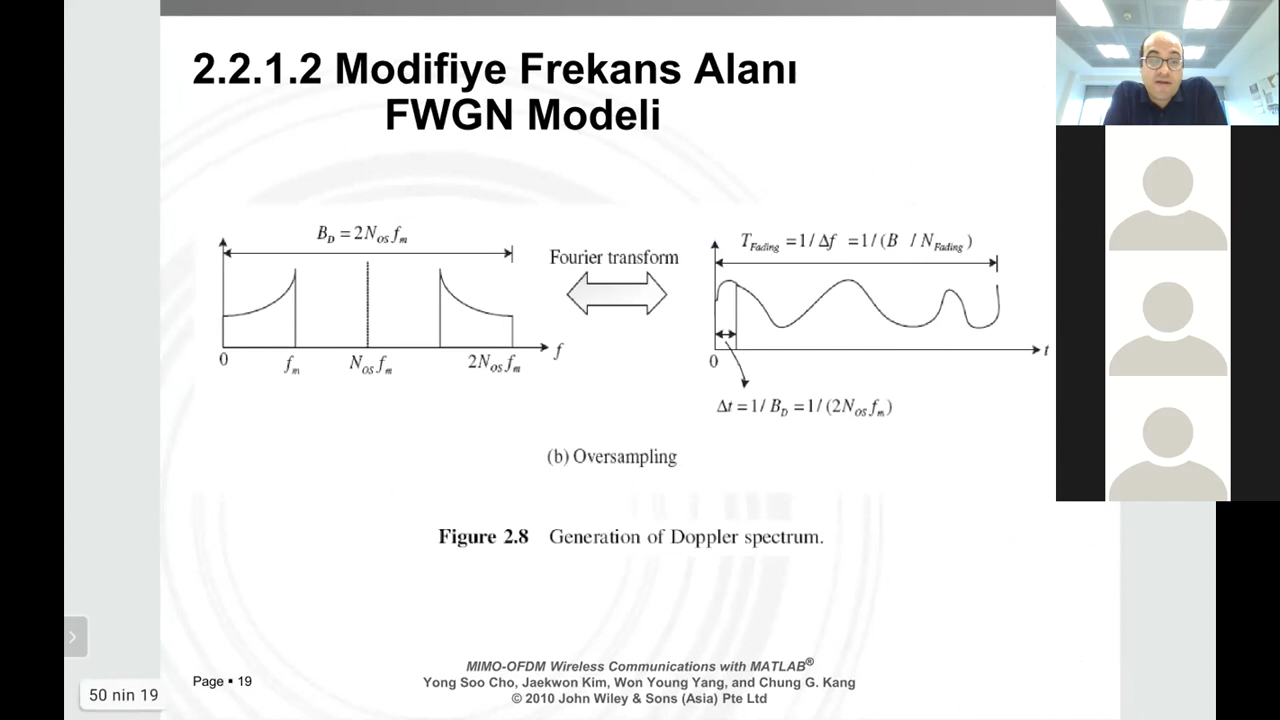 2.2.1.2 Modifiye Frekans Alanı
FWGN Modeli
B_D = 2N_OS f_m
0
f_m
N_OS f_m
2N_OS f_m
f
Fourier transform
T_Fading = 1/Δf = 1/(B / N_Fading)
0
t
Δt = 1/B_D = 1/(2N_OS f_m)
(b) Oversampling
Figure 2.8 Generation of Doppler spectrum.
MIMO-OFDM Wireless Communications with MATLAB®
Page ▪ 19
Yong Soo Cho, Jaekwon Kim, Won Young Yang, and Chung G. Kang
© 2010 John Wiley & Sons (Asia) Pte Ltd
50 nin 19